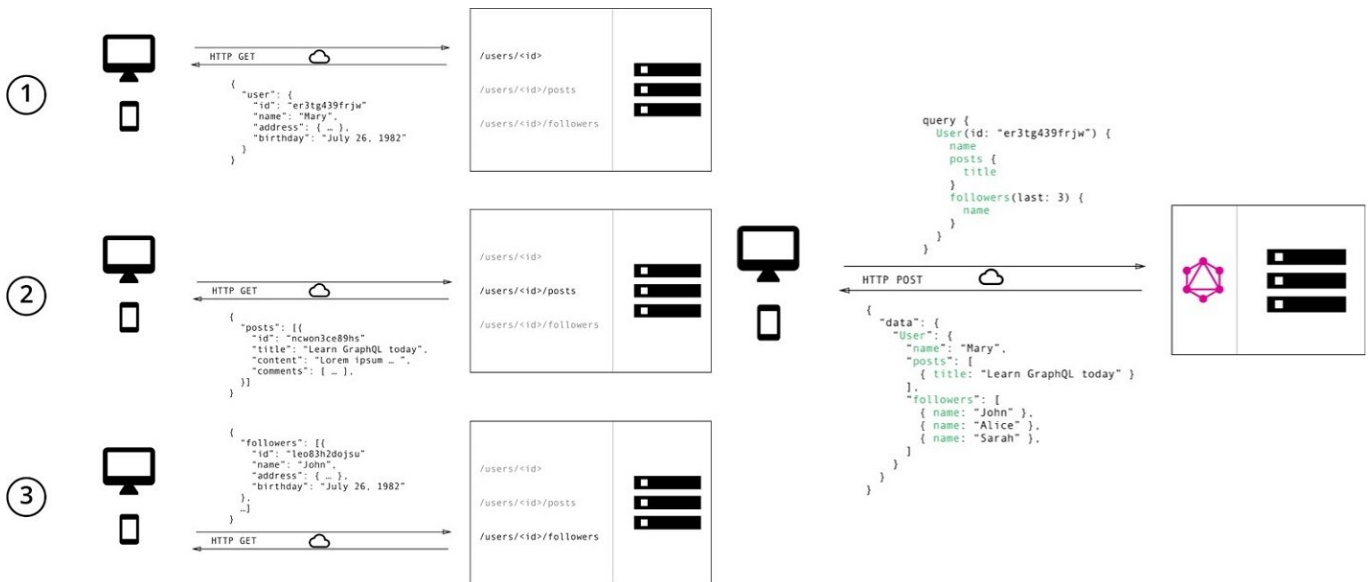 1
HTTP GET
{
"user": {
"id": "er3tg439frjw"
"name": "Mary",
"address": { … },
"birthday": "July 26, 1982"
}
}
/users/<id>
/users/<id>/posts
/users/<id>/followers
2
HTTP GET
{
"posts": [{
"id": "ncwon3ce89hs"
"title": "Learn GraphQL today",
"content": "Lorem ipsum … ",
"comments": [ … ],
}]
}
/users/<id>
/users/<id>/posts
/users/<id>/followers
3
{
"followers": [{
"id": "leo83h2dojsu"
"name": "John",
"address": { … },
"birthday": "July 26, 1982"
},
…]
}
HTTP GET
/users/<id>
/users/<id>/posts
/users/<id>/followers
query {
User(id: "er3tg439frjw") {
name
posts {
title
}
followers(last: 3) {
name
}
}
}
HTTP POST
{
"data": {
"User": {
"name": "Mary",
"posts": [
{ title: "Learn GraphQL today" }
],
"followers": [
{ name: "John" },
{ name: "Alice" },
{ name: "Sarah" },
]
}
}
}